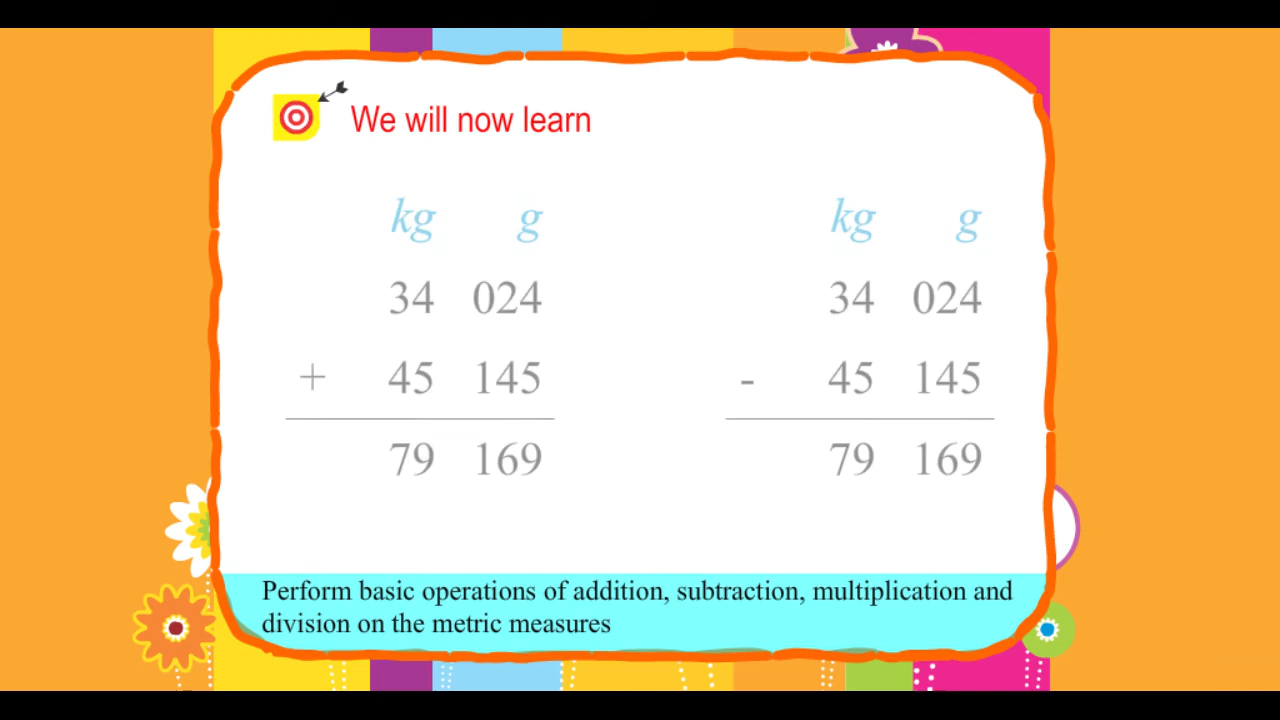 We will now learn
kg g kg g
34 024 34 024
+ 45 145 - 45 145
79 169 79 169
Perform basic operations of addition, subtraction, multiplication and
division on the metric measures